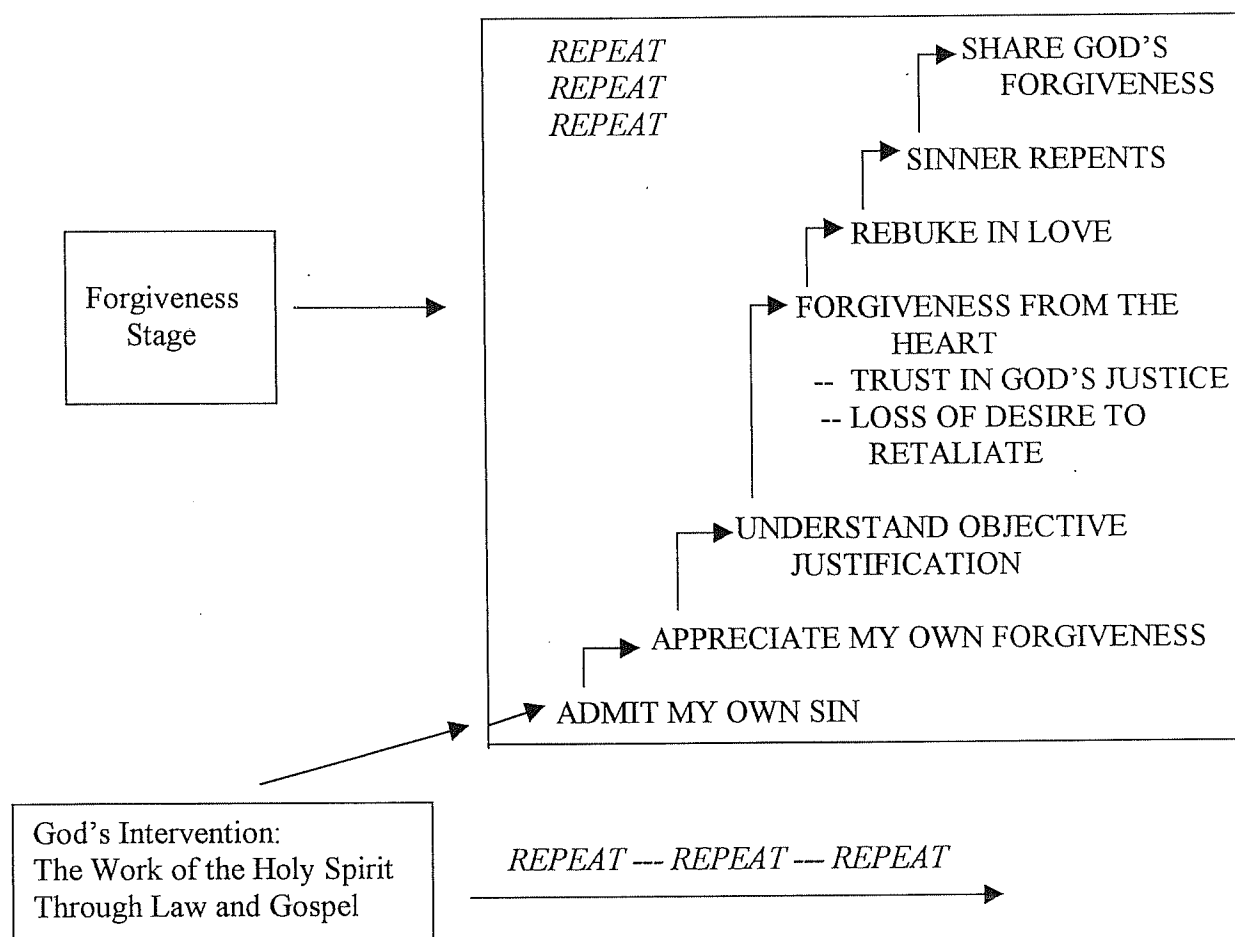 REPEAT
REPEAT
REPEAT
SHARE GOD'S
FORGIVENESS
SINNER REPENTS
REBUKE IN LOVE
Forgiveness
Stage
FORGIVENESS FROM THE
HEART
-- TRUST IN GOD'S JUSTICE
-- LOSS OF DESIRE TO
RETALIATE
UNDERSTAND OBJECTIVE
JUSTIFICATION
APPRECIATE MY OWN FORGIVENESS
ADMIT MY OWN SIN
God's Intervention:
The Work of the Holy Spirit
Through Law and Gospel
REPEAT --- REPEAT --- REPEAT